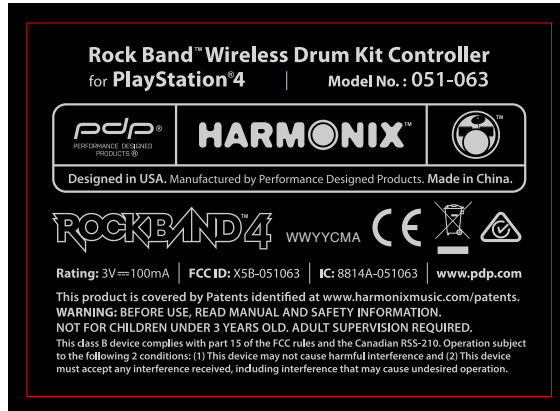 Rock Band™ Wireless Drum Kit Controller
for PlayStation®4 | Model No. : 051-063
pdp®
PERFORMANCE DESIGNED
PRODUCTS ®
HARMONIX™
™
Designed in USA. Manufactured by Performance Designed Products. Made in China.
ROCKBAND™4 WWYYCMA CE
Rating: 3V⎓100mA | FCC ID: X5B-051063 | IC: 8814A-051063 | www.pdp.com
This product is covered by Patents identified at www.harmonixmusic.com/patents.
WARNING: BEFORE USE, READ MANUAL AND SAFETY INFORMATION.
NOT FOR CHILDREN UNDER 3 YEARS OLD. ADULT SUPERVISION REQUIRED.
This class B device complies with part 15 of the FCC rules and the Canadian RSS-210. Operation subject
to the following 2 conditions: (1) This device may not cause harmful interference and (2) This device
must accept any interference received, including interference that may cause undesired operation.